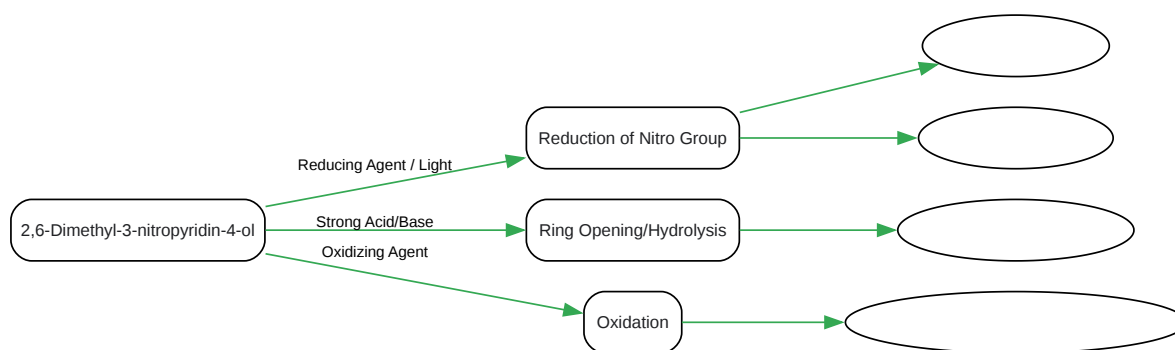 Reduction of Nitro Group
Reducing Agent / Light
2,6-Dimethyl-3-nitropyridin-4-ol
Strong Acid/Base
Ring Opening/Hydrolysis
Oxidizing Agent
Oxidation